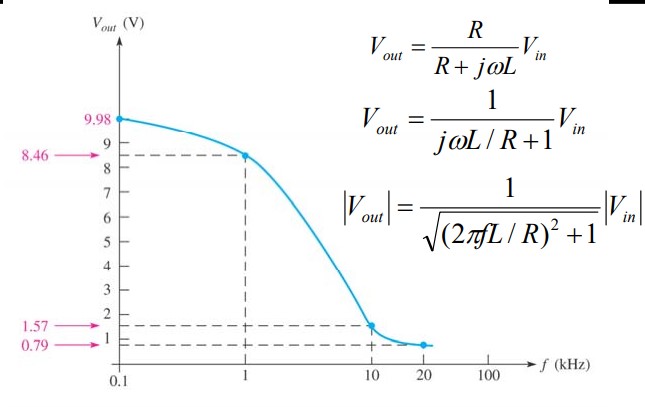 V_out (V)
9.98
9
8.46
8
7
6
5
4
3
2
1.57
1
0.79
0.1 1 10 20 100 f (kHz)
V_out = R / (R + jωL) V_in
V_out = 1 / (jωL / R + 1) V_in
|V_out| = 1 / √((2πfL / R)² + 1) |V_in|